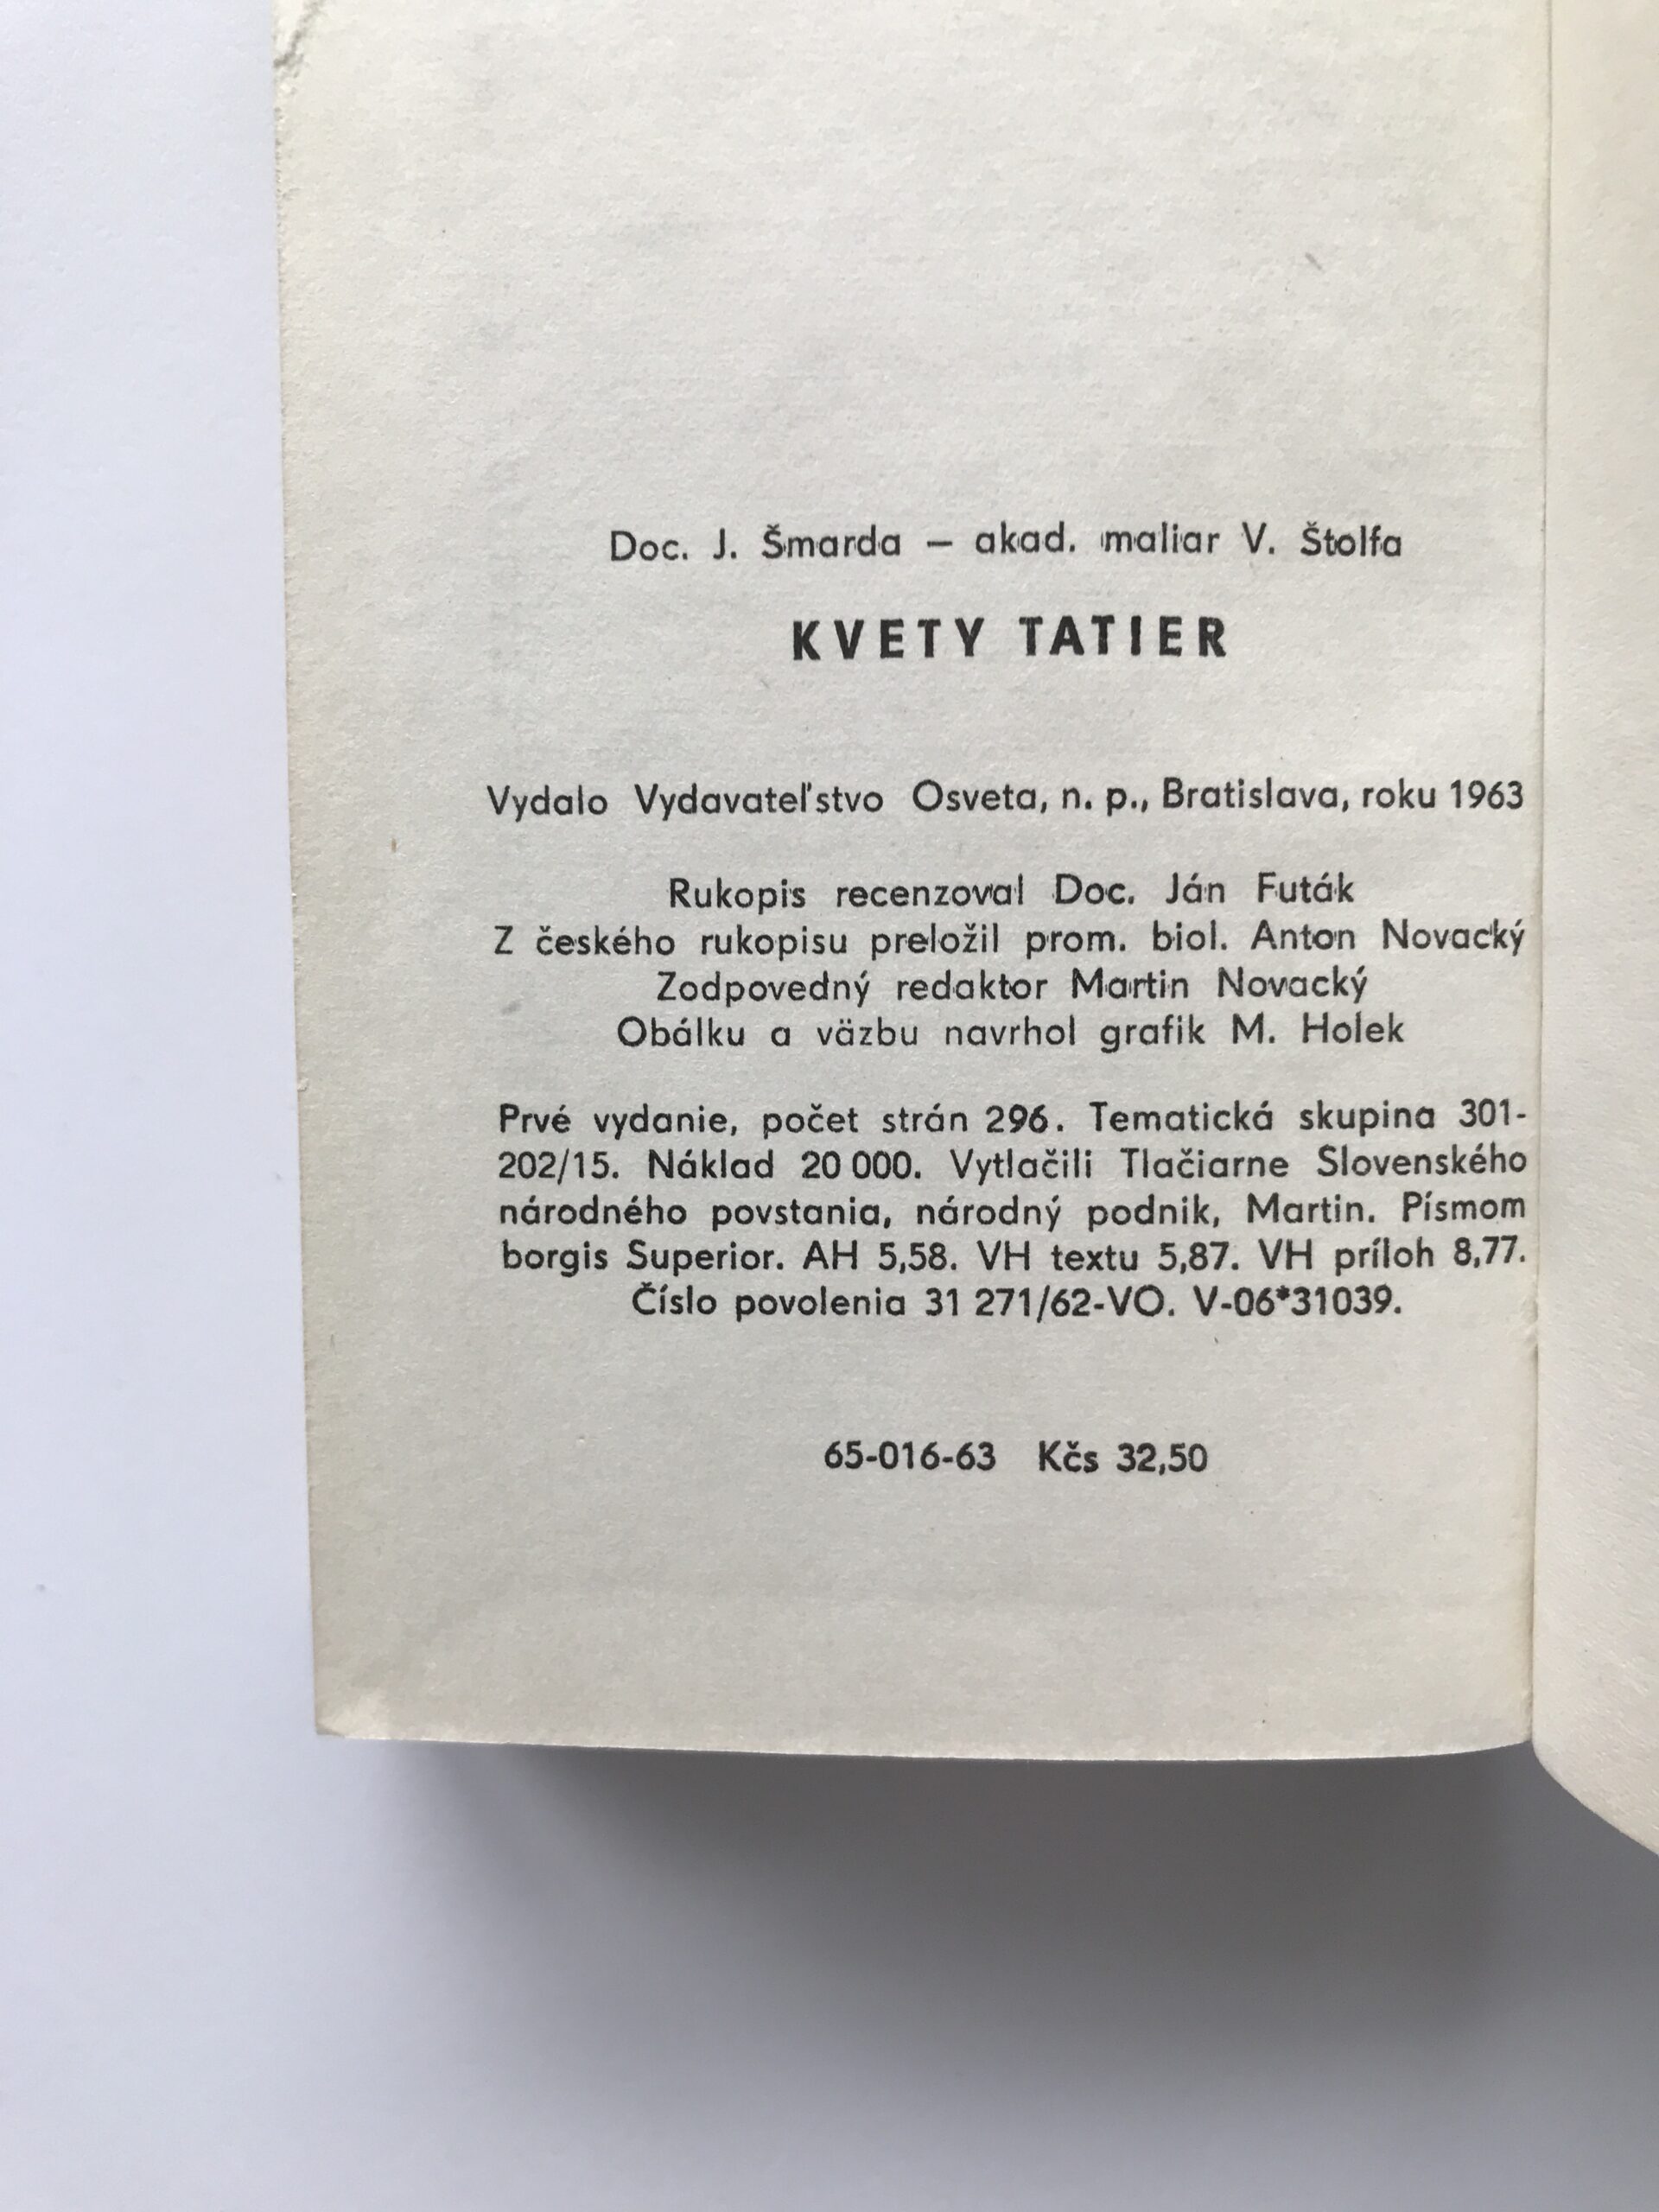 Doc. J. Šmarda – akad. maliar V. Štolfa
KVETY TATIER
Vydalo Vydavateľstvo Osveta, n. p., Bratislava, roku 1963
Rukopis recenzoval Doc. Ján Futák
Z českého rukopisu preložil prom. biol. Anton Novacký
Zodpovedný redaktor Martin Novacký
Obálku a väzbu navrhol grafik M. Holek
Prvé vydanie, počet strán 296. Tematická skupina 301-
202/15. Náklad 20 000. Vytlačili Tlačiarne Slovenského
národného povstania, národný podnik, Martin. Písmom
borgis Superior. AH 5,58. VH textu 5,87. VH príloh 8,77.
Číslo povolenia 31 271/62-VO. V-06*31039.
65-016-63 Kčs 32,50